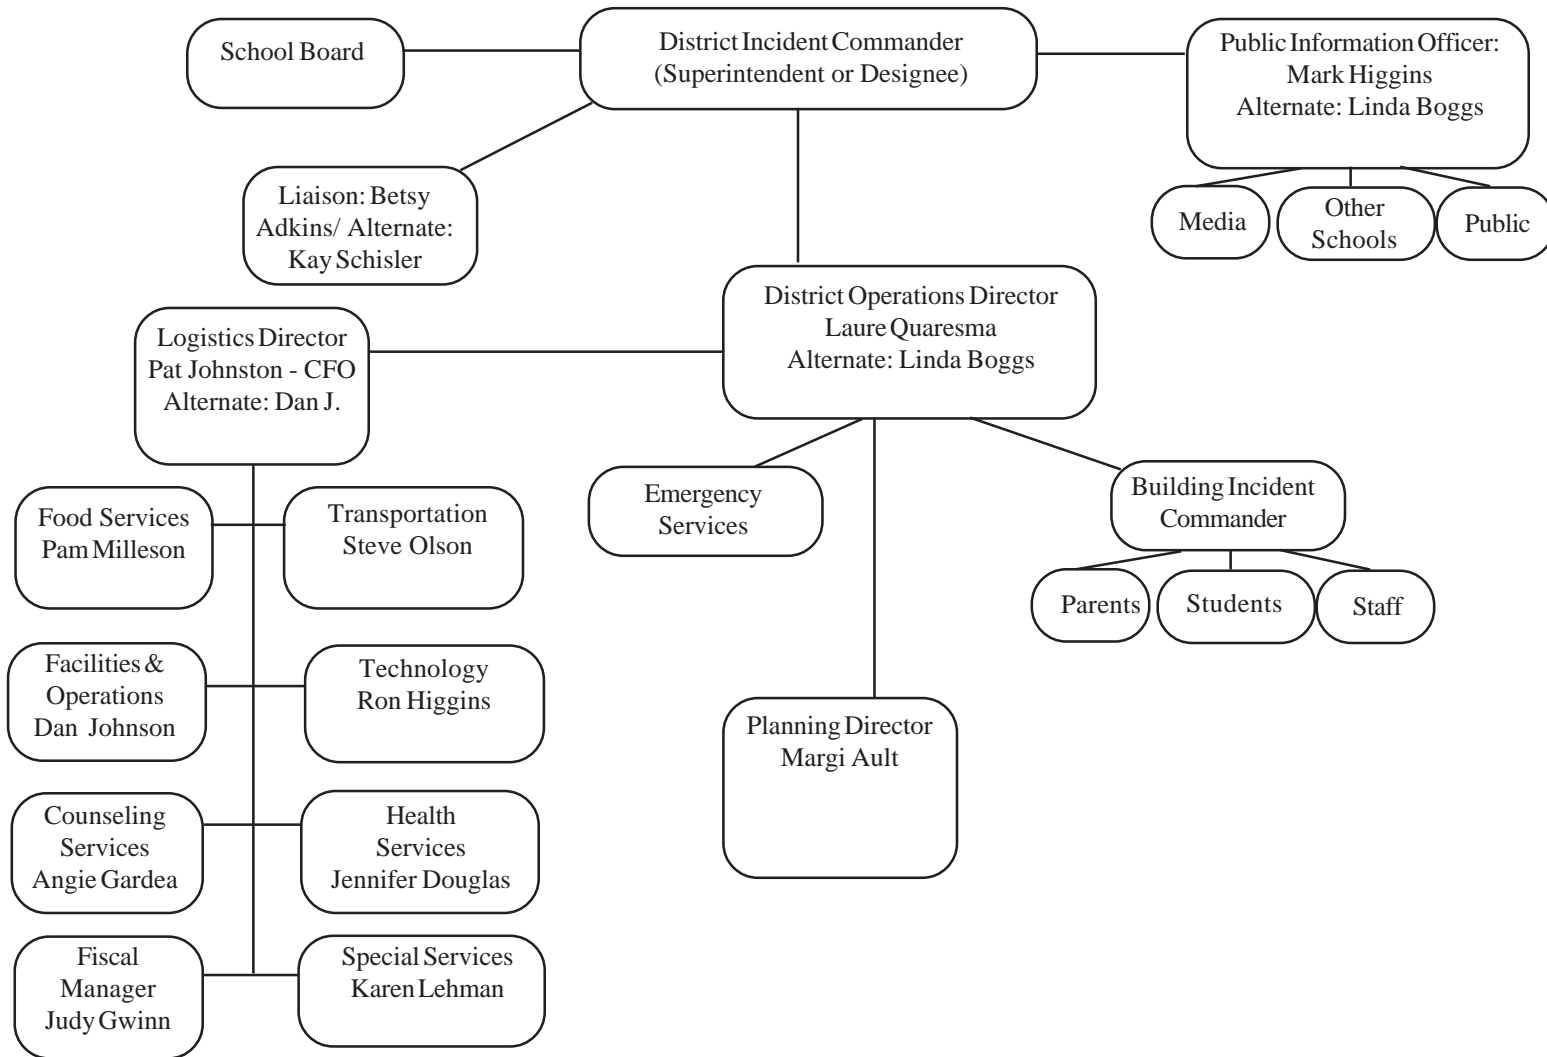 School Board
District Incident Commander
(Superintendent or Designee)
Public Information Officer:
Mark Higgins
Alternate: Linda Boggs
Liaison: Betsy
Adkins/ Alternate:
Kay Schisler
Media
Other
Schools
Public
District Operations Director
Laure Quaresma
Alternate: Linda Boggs
Logistics Director
Pat Johnston - CFO
Alternate: Dan J.
Food Services
Pam Milleson
Transportation
Steve Olson
Emergency
Services
Building Incident
Commander
Parents
Students
Staff
Facilities &
Operations
Dan Johnson
Technology
Ron Higgins
Planning Director
Margi Ault
Counseling
Services
Angie Gardea
Health
Services
Jennifer Douglas
Fiscal
Manager
Judy Gwinn
Special Services
Karen Lehman